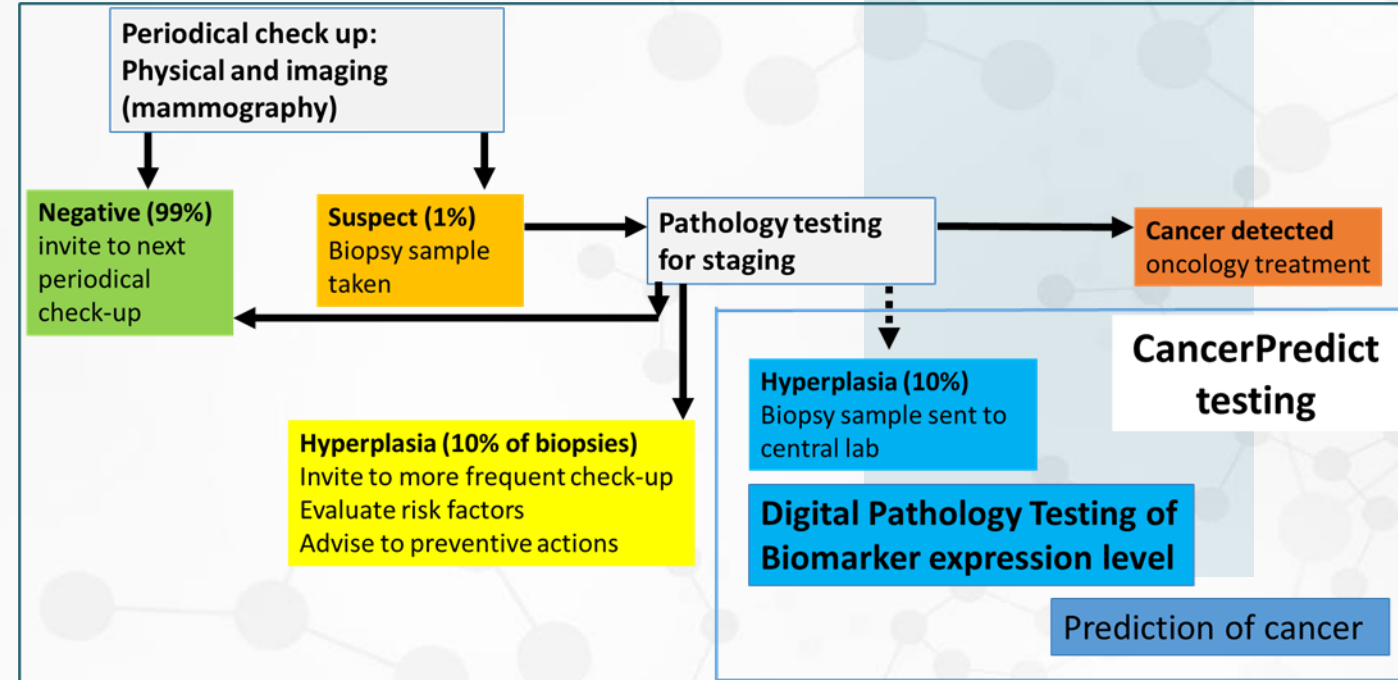 Periodical check up:
Physical and imaging
(mammography)
Negative (99%)
invite to next
periodical
check-up
Suspect (1%)
Biopsy sample
taken
Pathology testing
for staging
Cancer detected
oncology treatment
Hyperplasia (10% of biopsies)
Invite to more frequent check-up
Evaluate risk factors
Advise to preventive actions
CancerPredict
testing
Hyperplasia (10%)
Biopsy sample sent to
central lab
Digital Pathology Testing of
Biomarker expression level
Prediction of cancer